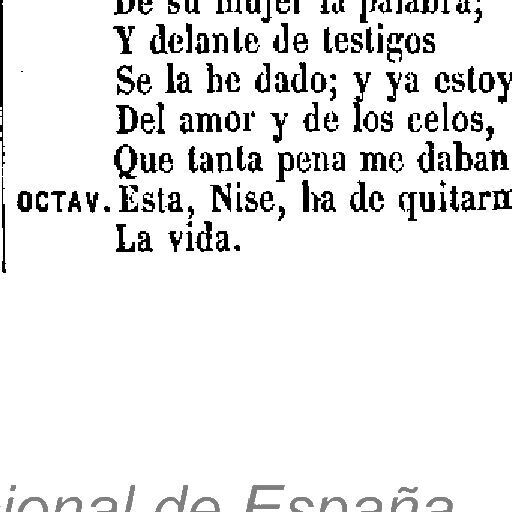 De su mujer la palabra;
Y delante de testigos
Se la he dado; y ya estoy
Del amor y de los celos,
Que tanta pena me daban
OCTAV. Esta, Nise, ha de quitarm
La vida.
ional de España